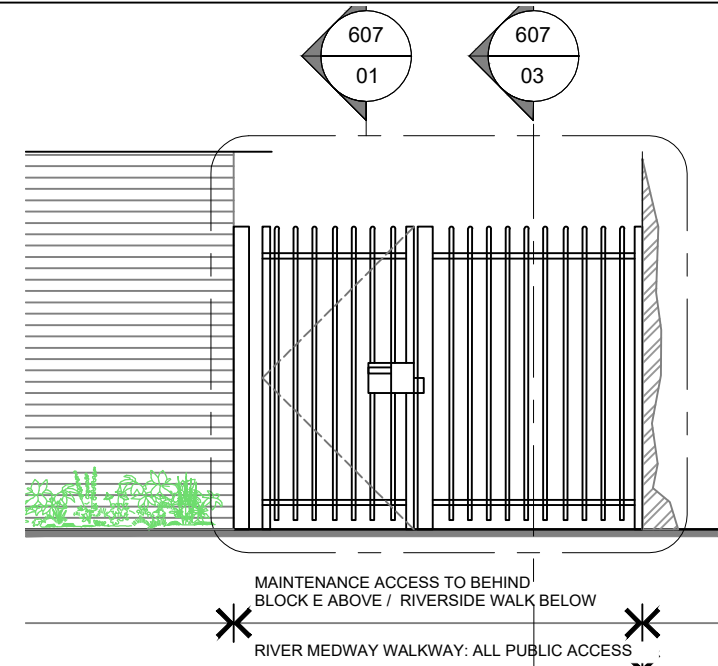 607
01
607
03
MAINTENANCE ACCESS TO BEHIND
BLOCK E ABOVE / RIVERSIDE WALK BELOW
RIVER MEDWAY WALKWAY: ALL PUBLIC ACCESS